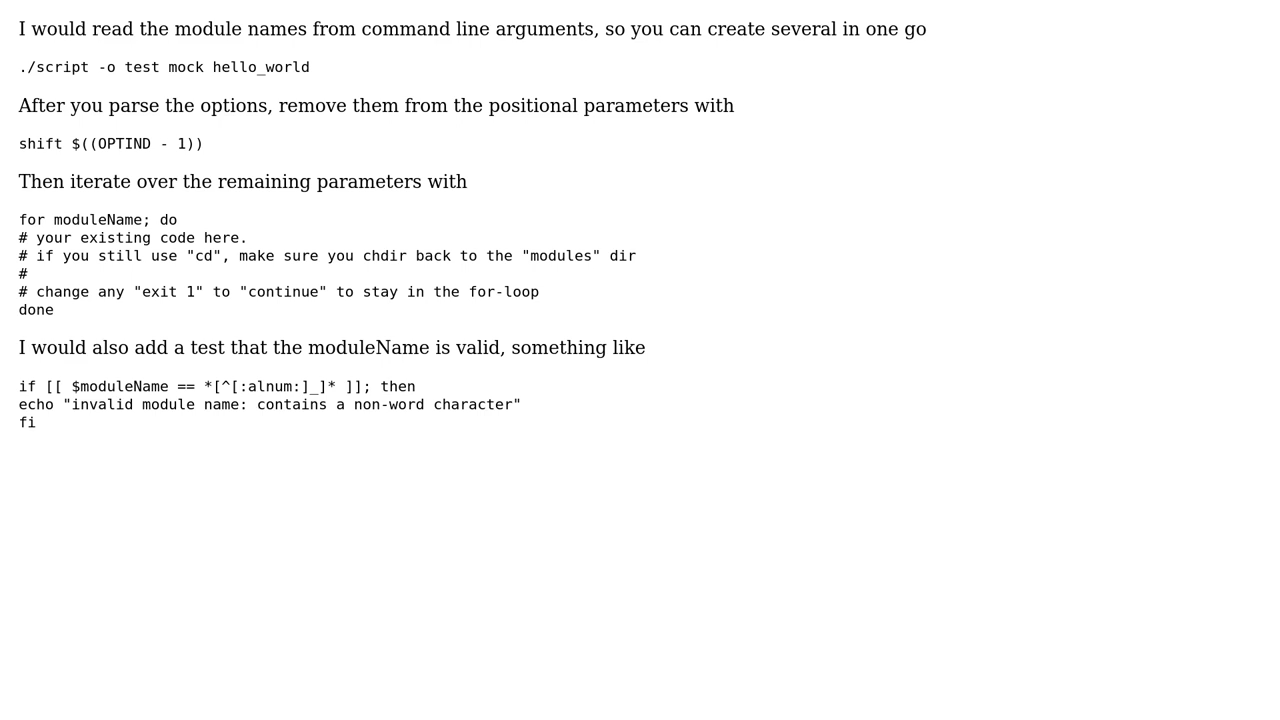 I would read the module names from command line arguments, so you can create several in one go
./script -o test mock hello_world
After you parse the options, remove them from the positional parameters with
shift $((OPTIND - 1))
Then iterate over the remaining parameters with
for moduleName; do
# your existing code here.
# if you still use "cd", make sure you chdir back to the "modules" dir
#
# change any "exit 1" to "continue" to stay in the for-loop
done
I would also add a test that the moduleName is valid, something like
if [[ $moduleName == *[^[:alnum:]_]* ]]; then
echo "invalid module name: contains a non-word character"
fi